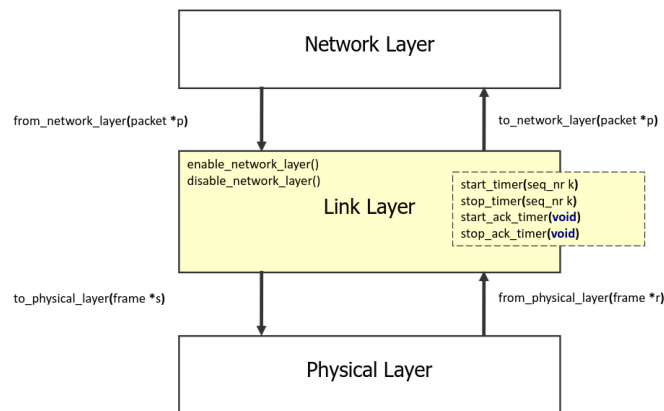 Network Layer
from_network_layer(packet *p)
to_network_layer(packet *p)
enable_network_layer()
disable_network_layer()
Link Layer
start_timer(seq_nr k)
stop_timer(seq_nr k)
start_ack_timer(void)
stop_ack_timer(void)
to_physical_layer(frame *s)
from_physical_layer(frame *r)
Physical Layer